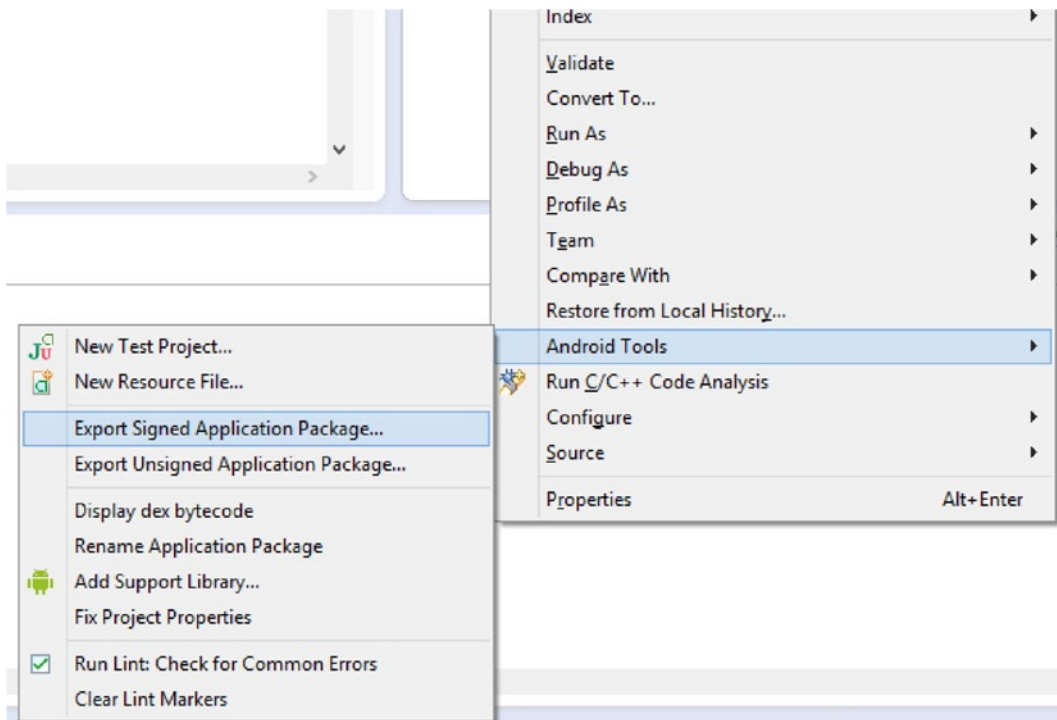 Index
Validate
Convert To...
Run As
Debug As
Profile As
Team
Compare With
Restore from Local History...
Android Tools
Run C/C++ Code Analysis
Configure
Source
Properties Alt+Enter
New Test Project...
New Resource File...
Export Signed Application Package...
Export Unsigned Application Package...
Display dex bytecode
Rename Application Package
Add Support Library...
Fix Project Properties
Run Lint: Check for Common Errors
Clear Lint Markers